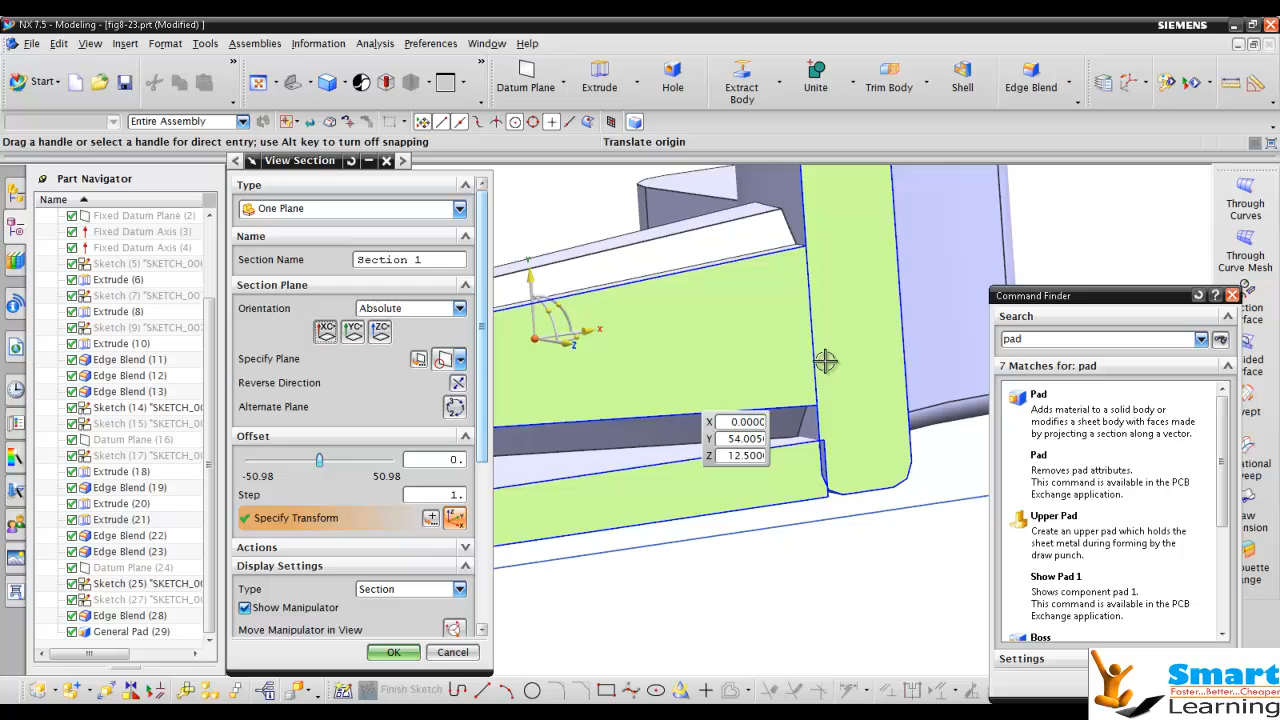 NX 7.5 - Modeling - [fig8-23.prt (Modified) ]
SIEMENS
File Edit View Insert Format Tools Assemblies Information Analysis Preferences Window Help
Start
Datum Plane
Extrude
Hole
Extract Body
Unite
Trim Body
Shell
Edge Blend
Entire Assembly
Drag a handle or select a handle for direct entry; use Alt key to turn off snapping
Translate origin
Part Navigator
Name
Fixed Datum Plane (2)
Fixed Datum Axis (3)
Fixed Datum Axis (4)
Sketch (5) "SKETCH_00
Extrude (6)
Sketch (7) "SKETCH_00
Extrude (8)
Sketch (9) "SKETCH_00
Extrude (10)
Edge Blend (11)
Edge Blend (12)
Edge Blend (13)
Sketch (14) "SKETCH_0
Sketch (15) "SKETCH_0
Datum Plane (16)
Sketch (17) "SKETCH_0
Extrude (18)
Edge Blend (19)
Extrude (20)
Extrude (21)
Edge Blend (22)
Edge Blend (23)
Datum Plane (24)
Sketch (25) "SKETCH_0
Sketch (27) "SKETCH_0
Edge Blend (28)
General Pad (29)
View Section
Type
One Plane
Name
Section Name
Section 1
Section Plane
Orientation
Absolute
XC
YC
ZC
Specify Plane
Reverse Direction
Alternate Plane
Offset
0.
-50.98
50.98
Step
1.
Specify Transform
Actions
Display Settings
Type
Section
Show Manipulator
Move Manipulator in View
OK
Cancel
Y
X
Z
X 0.0000
Y 54.005
Z 12.500
Through Curves
Through Curve Mesh
Command Finder
Search
pad
7 Matches for: pad
Pad
Adds material to a solid body or
modifies a sheet body with faces
made by projecting a section along a vector.
Pad
Removes pad attributes.
This command is available in the PCB
Exchange application.
Upper Pad
Create an upper pad which holds the
sheet metal during forming by the
draw punch.
Show Pad 1
Shows component pad 1.
This command is available in the PCB
Exchange application.
Boss
Settings
Finish Sketch
Smart
Faster...Better...Cheaper
Learning